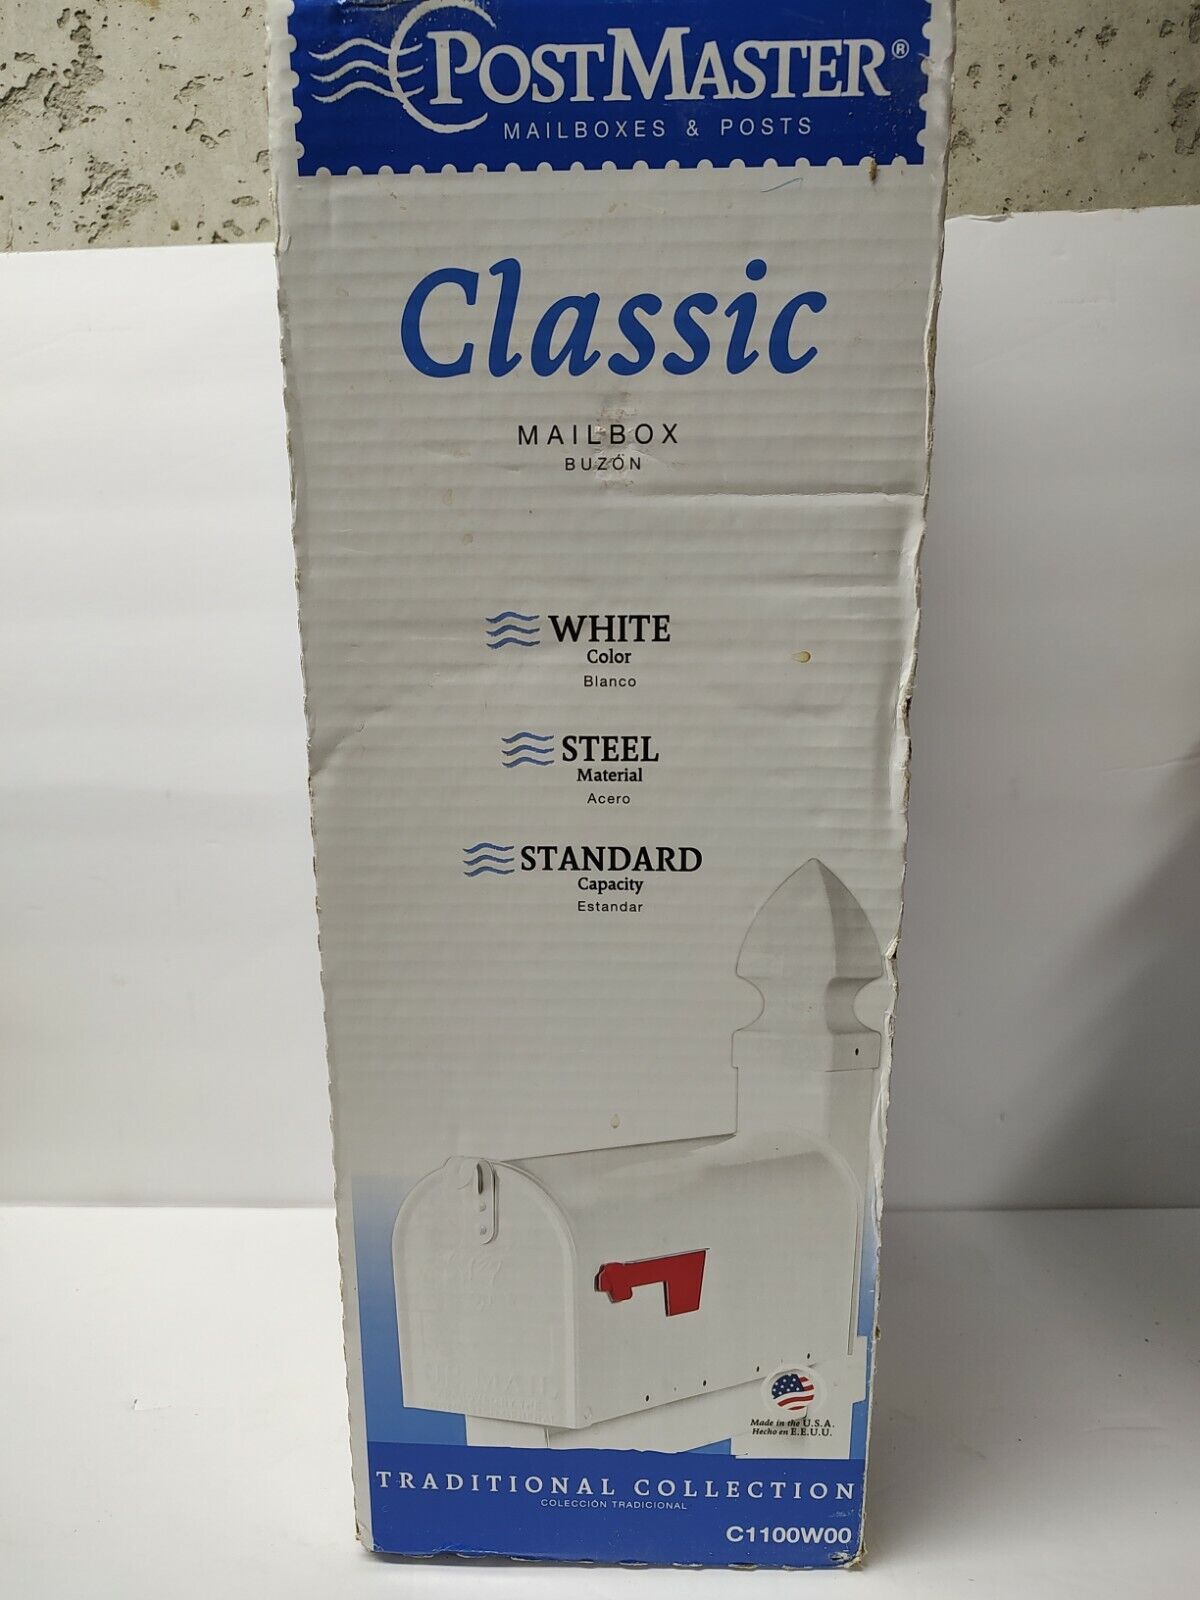 POSTMASTER®
MAILBOXES & POSTS
Classic
MAILBOX
BUZÓN
WHITE
Color
Blanco
STEEL
Material
Acero
STANDARD
Capacity
Estandar
U.S. MAIL
Made in the U.S.A.
Hecho en E.E.U.U.
TRADITIONAL COLLECTION
COLECCIÓN TRADICIONAL
C1100W00